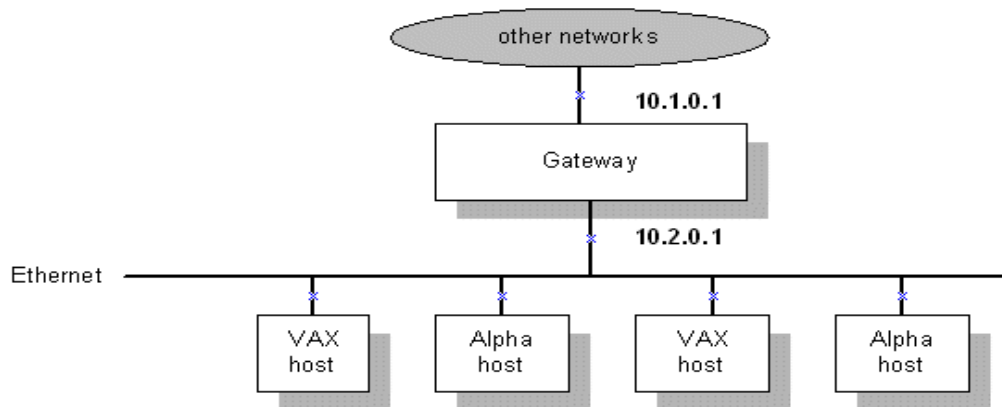 other networks
10.1.0.1
Gateway
10.2.0.1
Ethernet
VAX
host
Alpha
host
VAX
host
Alpha
host